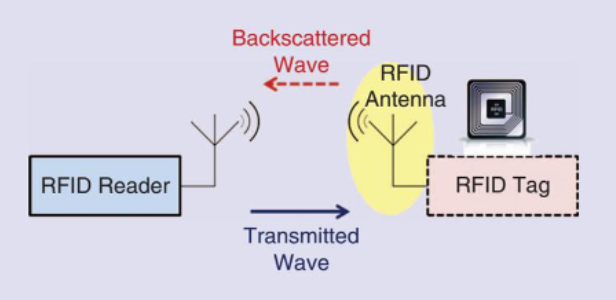 Backscattered
Wave
RFID
Antenna
RFID Reader
RFID Tag
Transmitted
Wave